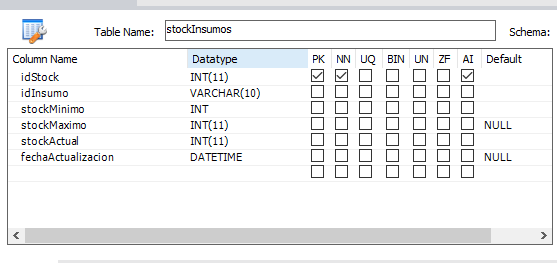 Table Name: stockInsumos Schema:
Column Name Datatype PK NN UQ BIN UN ZF AI Default
idStock INT(11)
idInsumo VARCHAR(10)
stockMinimo INT
stockMaximo INT(11) NULL
stockActual INT(11)
fechaActualizacion DATETIME NULL